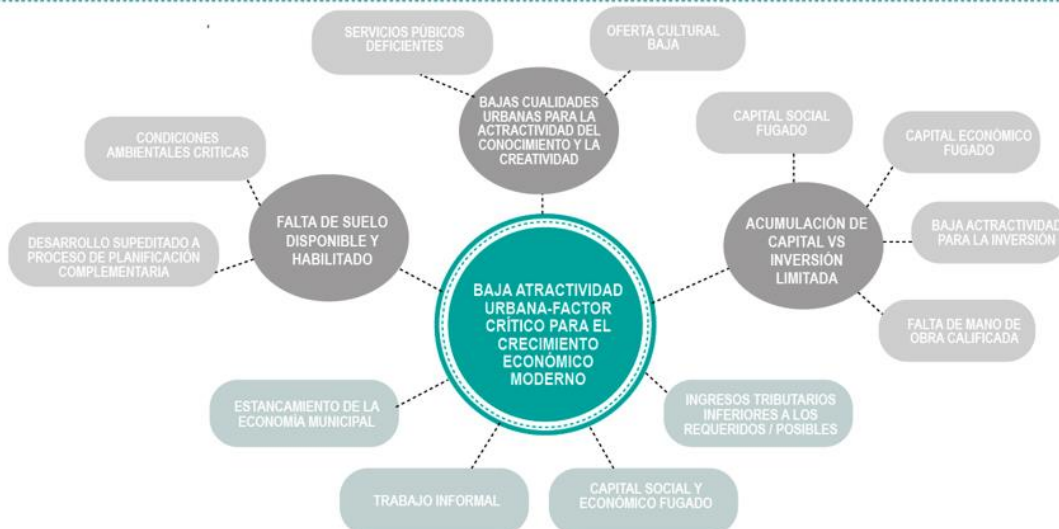 SERVICIOS PÚBICOS
DEFICIENTES
OFERTA CULTURAL
BAJA
BAJAS CUALIDADES
URBANAS PARA LA
ACTRACTIVIDAD DEL
CONOCIMIENTO Y LA
CREATIVIDAD
CONDICIONES
AMBIENTALES CRITICAS
CAPITAL SOCIAL
FUGADO
CAPITAL ECONÓMICO
FUGADO
FALTA DE SUELO
DISPONIBLE Y
HABILITADO
DESARROLLO SUPEDITADO A
PROCESO DE PLANIFICACIÓN
COMPLEMENTARIA
ACUMULACIÓN DE
CAPITAL VS
INVERSIÓN
LIMITADA
BAJA ACTRACTIVIDAD
PARA LA INVERSIÓN
FALTA DE MANO DE
OBRA CALIFICADA
BAJA ATRACTIVIDAD
URBANA-FACTOR
CRÍTICO PARA EL
CRECIMIENTO
ECONÓMICO
MODERNO
ESTANCAMIENTO DE LA
ECONOMÍA MUNICIPAL
INGRESOS TRIBUTARIOS
INFERIORES A LOS
REQUERIDOS / POSIBLES
TRABAJO INFORMAL
CAPITAL SOCIAL Y
ECONÓMICO FUGADO